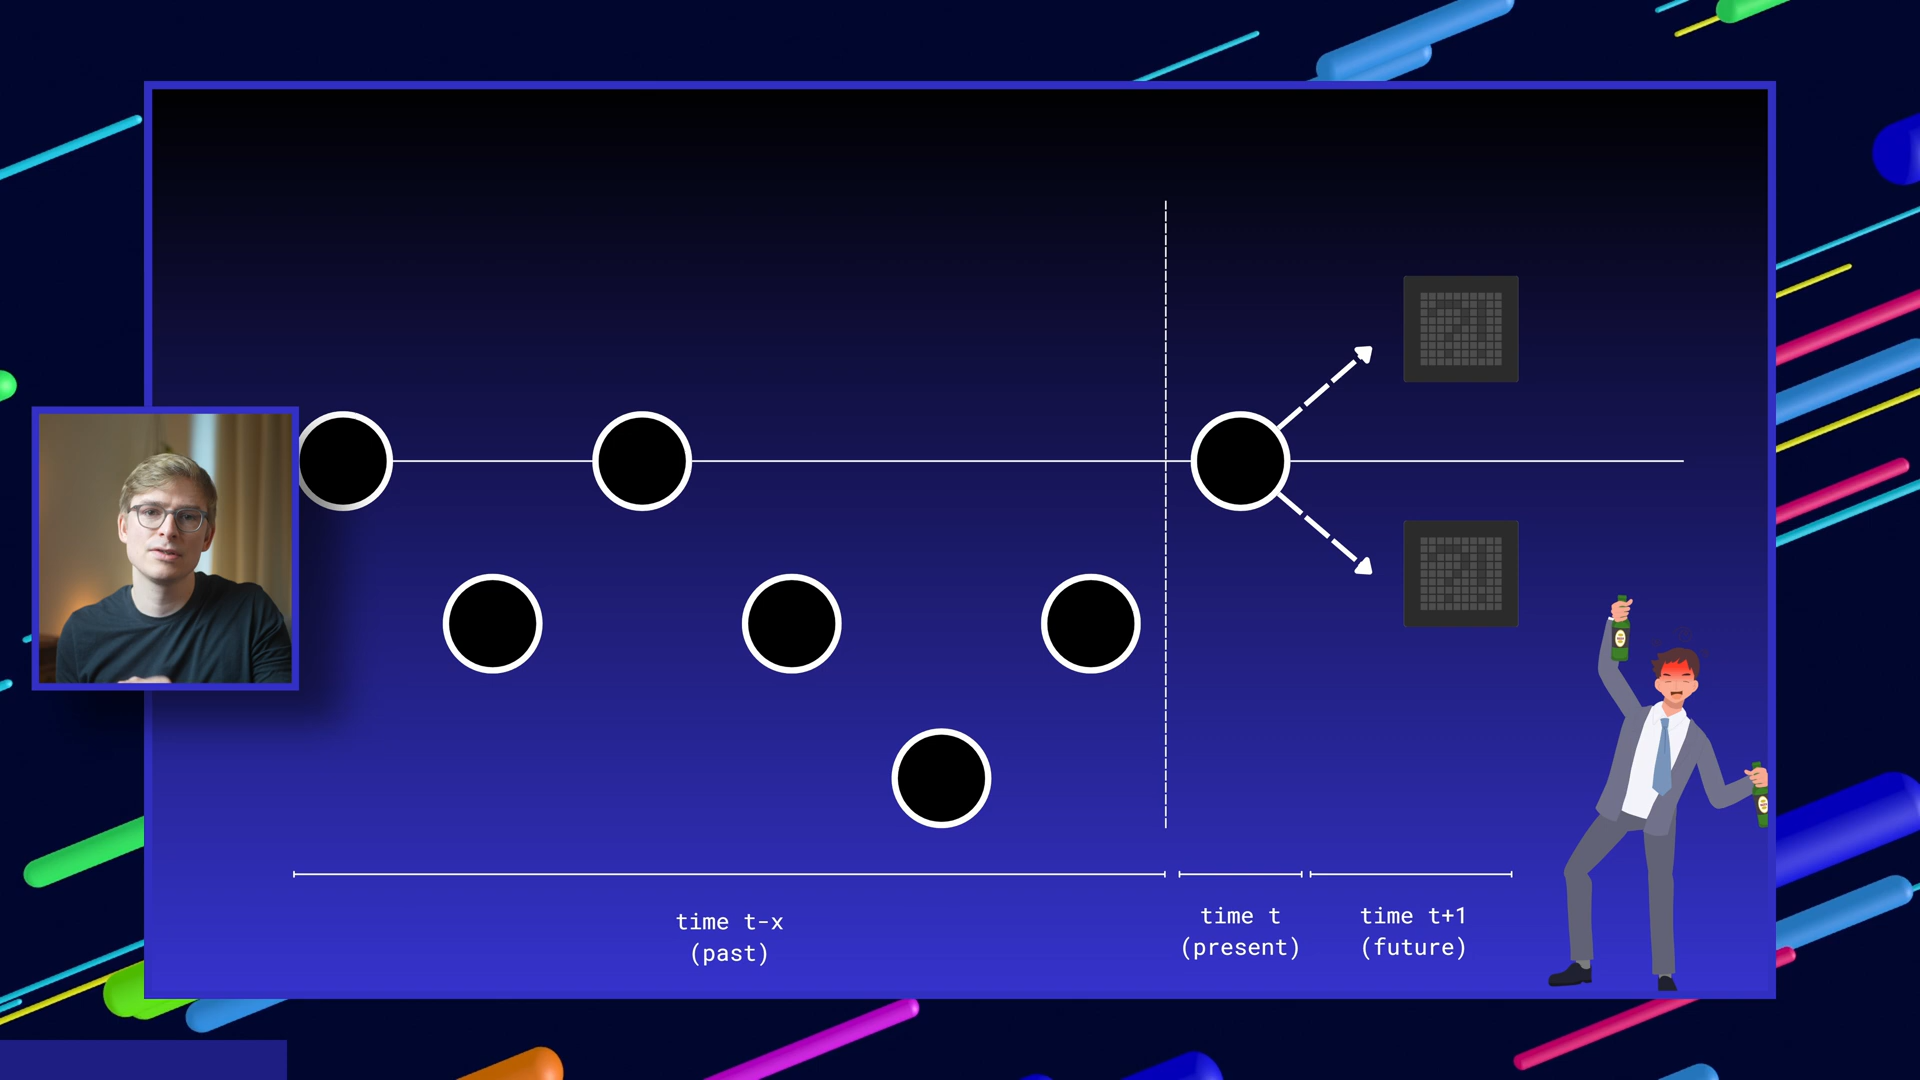 time t-x
(past)
time t
(present)
time t+1
(future)